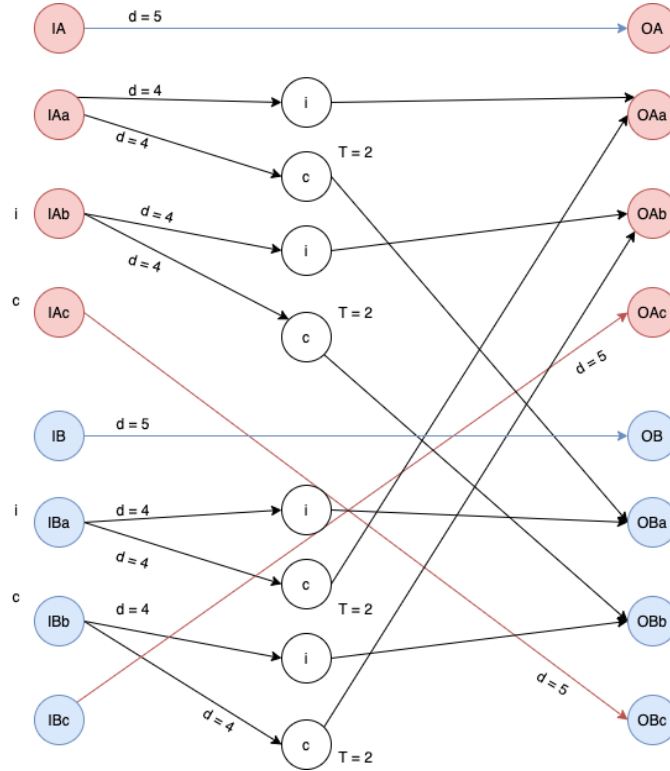 IA
d = 5
OA
IAa
d = 4
i
OAa
d = 4
c
T = 2
i
IAb
d = 4
i
OAb
d = 4
c
T = 2
c
IAc
OAc
d = 5
IB
d = 5
OB
i
IBa
d = 4
i
OBa
d = 4
c
T = 2
c
IBb
d = 4
i
OBb
d = 4
c
T = 2
IBc
d = 5
OBc